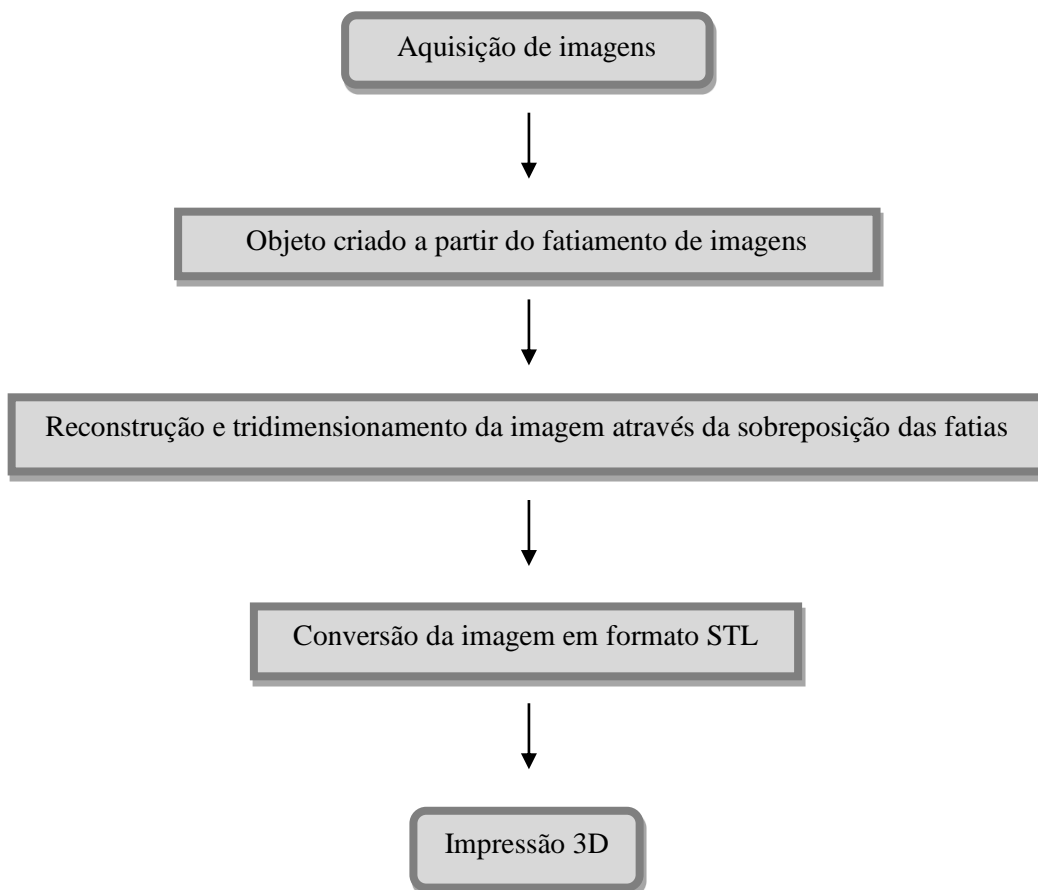 Aquisição de imagens
Objeto criado a partir do fatiamento de imagens
Reconstrução e tridimensionamento da imagem através da sobreposição das fatias
Conversão da imagem em formato STL
Impressão 3D